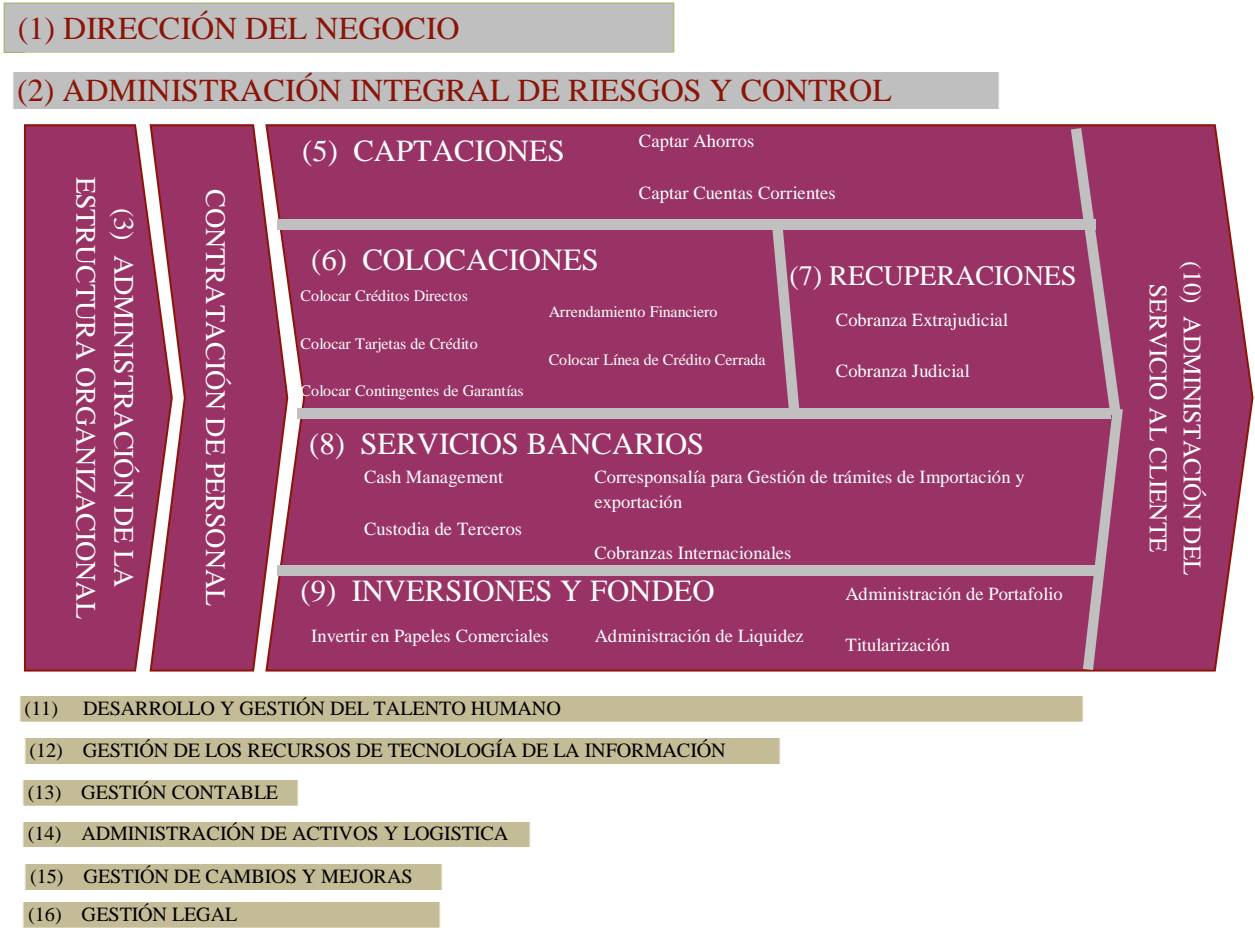 (1) DIRECCIÓN DEL NEGOCIO
(2) ADMINISTRACIÓN INTEGRAL DE RIESGOS Y CONTROL
(3) ADMINISTRACIÓN DE LA
ESTRUCTURA ORGANIZACIONAL
CONTRATACIÓN DE PERSONAL
(5) CAPTACIONES
Captar Ahorros
Captar Cuentas Corrientes
(6) COLOCACIONES
Colocar Créditos Directos
Colocar Tarjetas de Crédito
Colocar Contingentes de Garantías
Arrendamiento Financiero
Colocar Línea de Crédito Cerrada
(7) RECUPERACIONES
Cobranza Extrajudicial
Cobranza Judicial
(8) SERVICIOS BANCARIOS
Cash Management
Custodia de Terceros
Corresponsalía para Gestión de trámites de Importación y
exportación
Cobranzas Internacionales
(9) INVERSIONES Y FONDEO
Invertir en Papeles Comerciales
Administración de Liquidez
Administración de Portafolio
Titularización
(10) ADMINISTACIÓN DEL
SERVICIO AL CLIENTE
(11) DESARROLLO Y GESTIÓN DEL TALENTO HUMANO
(12) GESTIÓN DE LOS RECURSOS DE TECNOLOGÍA DE LA INFORMACIÓN
(13) GESTIÓN CONTABLE
(14) ADMINISTRACIÓN DE ACTIVOS Y LOGISTICA
(15) GESTIÓN DE CAMBIOS Y MEJORAS
(16) GESTIÓN LEGAL